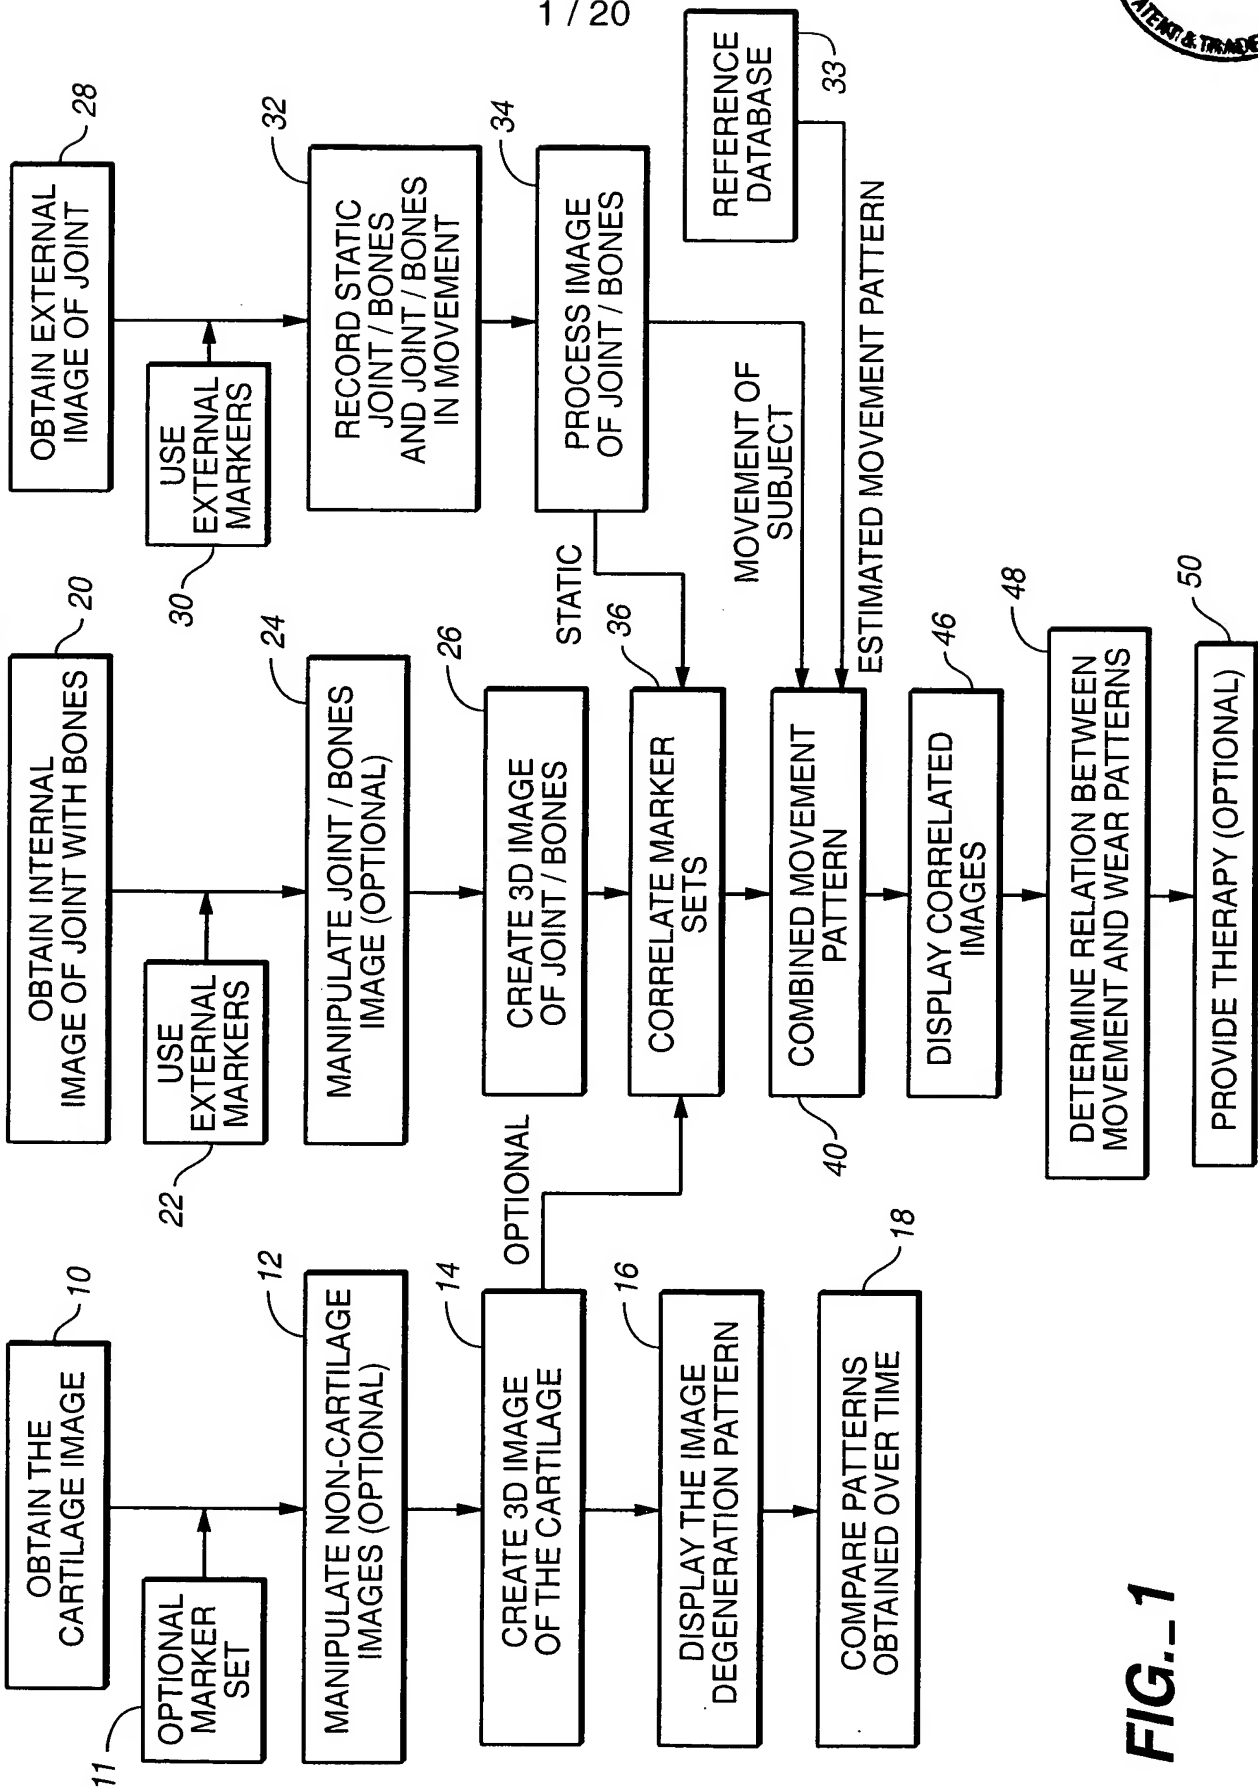 1 / 20
ATENT & TRADE
OBTAIN THE
CARTILAGE IMAGE
10
OPTIONAL
MARKER
SET
11
MANIPULATE NON-CARTILAGE
IMAGES (OPTIONAL)
12
CREATE 3D IMAGE
OF THE CARTILAGE
14
OPTIONAL
DISPLAY THE IMAGE
DEGENERATION PATTERN
16
COMPARE PATTERNS
OBTAINED OVER TIME
18
OBTAIN INTERNAL
IMAGE OF JOINT WITH BONES
20
USE
EXTERNAL
MARKERS
22
MANIPULATE JOINT / BONES
IMAGE (OPTIONAL)
24
CREATE 3D IMAGE
OF JOINT / BONES
26
CORRELATE MARKER
SETS
36
COMBINED MOVEMENT
PATTERN
40
DISPLAY CORRELATED
IMAGES
46
DETERMINE RELATION BETWEEN
MOVEMENT AND WEAR PATTERNS
48
PROVIDE THERAPY (OPTIONAL)
50
OBTAIN EXTERNAL
IMAGE OF JOINT
28
USE
EXTERNAL
MARKERS
30
RECORD STATIC
JOINT / BONES
AND JOINT / BONES
IN MOVEMENT
32
PROCESS IMAGE
OF JOINT / BONES
34
STATIC
MOVEMENT OF
SUBJECT
REFERENCE
DATABASE
33
ESTIMATED MOVEMENT PATTERN
FIG._1